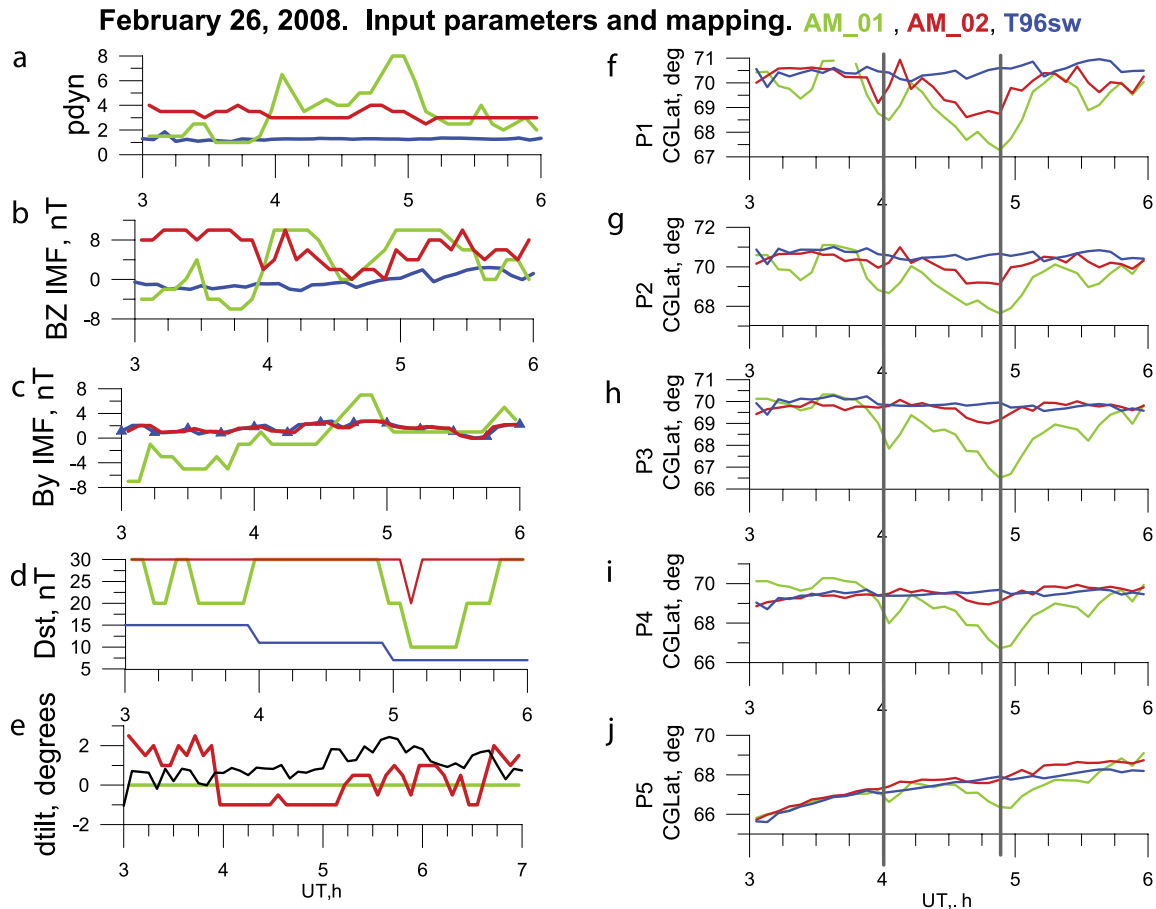 February 26, 2008. Input parameters and mapping. AM_01 , AM_02, T96sw
a
pdyn
8
6
4
2
0
3 4 5 6
b
BZ IMF, nT
8
0
-8
3 4 5 6
c
By IMF, nT
8
4
0
-4
-8
3 4 5 6
d
Dst, nT
30
25
20
15
10
5
3 4 5 6
e
dtilt, degrees
2
0
-2
3 4 5 6 7
UT,h
f
P1
CGLat, deg
71
70
69
68
67
3 4 5 6
g
P2
CGLat, deg
72
70
68
3 4 5 6
h
P3
CGLat, deg
71
70
69
68
67
66
3 4 5 6
i
P4
CGLat, deg
70
68
66
3 4 5 6
j
P5
CGLat, deg
70
68
66
3 4 5 6
UT,. h